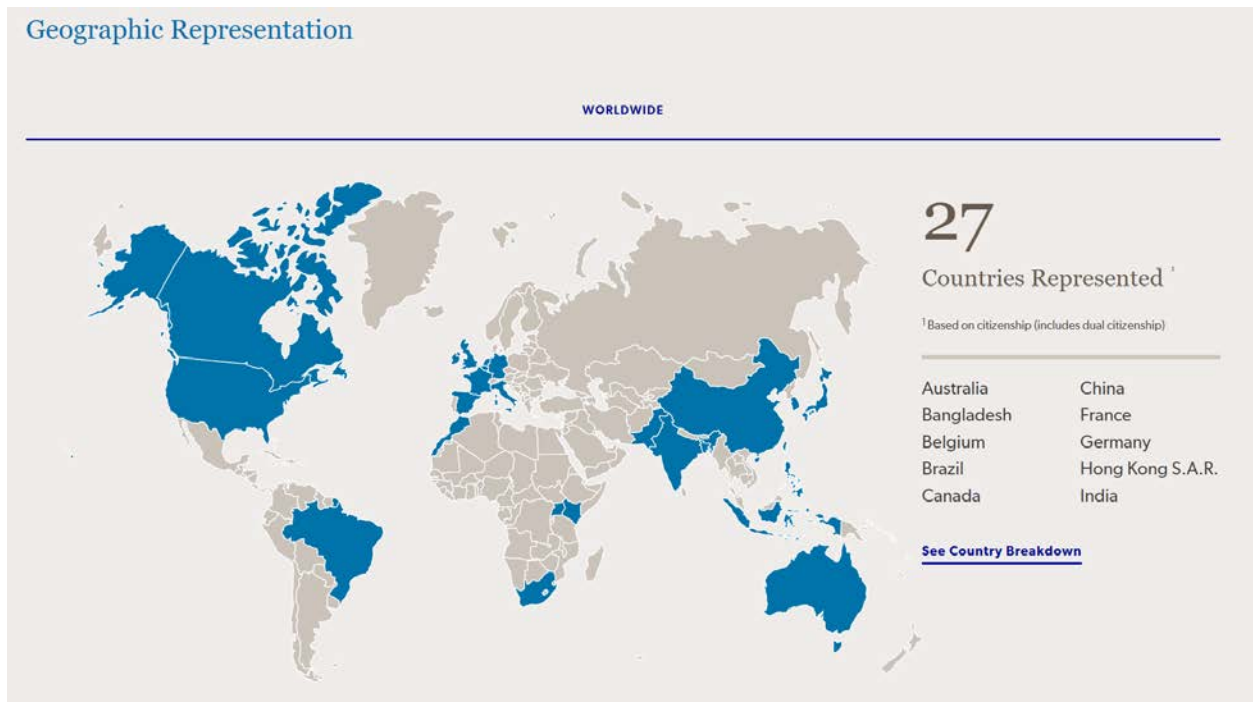 Geographic Representation
WORLDWIDE
27
Countries Represented ¹
¹ Based on citizenship (includes dual citizenship)
Australia
Bangladesh
Belgium
Brazil
Canada
China
France
Germany
Hong Kong S.A.R.
India
See Country Breakdown